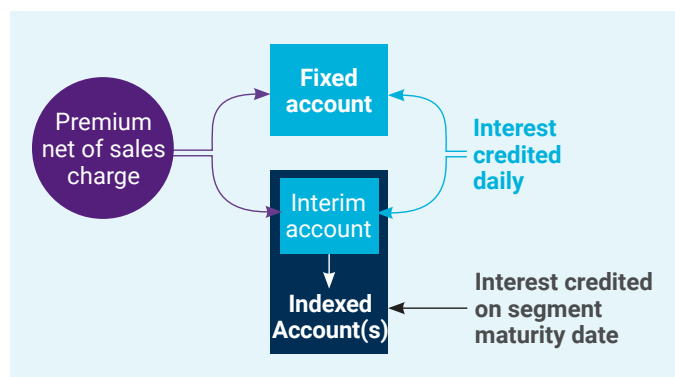 Premium
net of sales
charge
Fixed
account
Interest
credited
daily
Interim
account
Indexed
Account(s)
Interest credited
on segment
maturity date